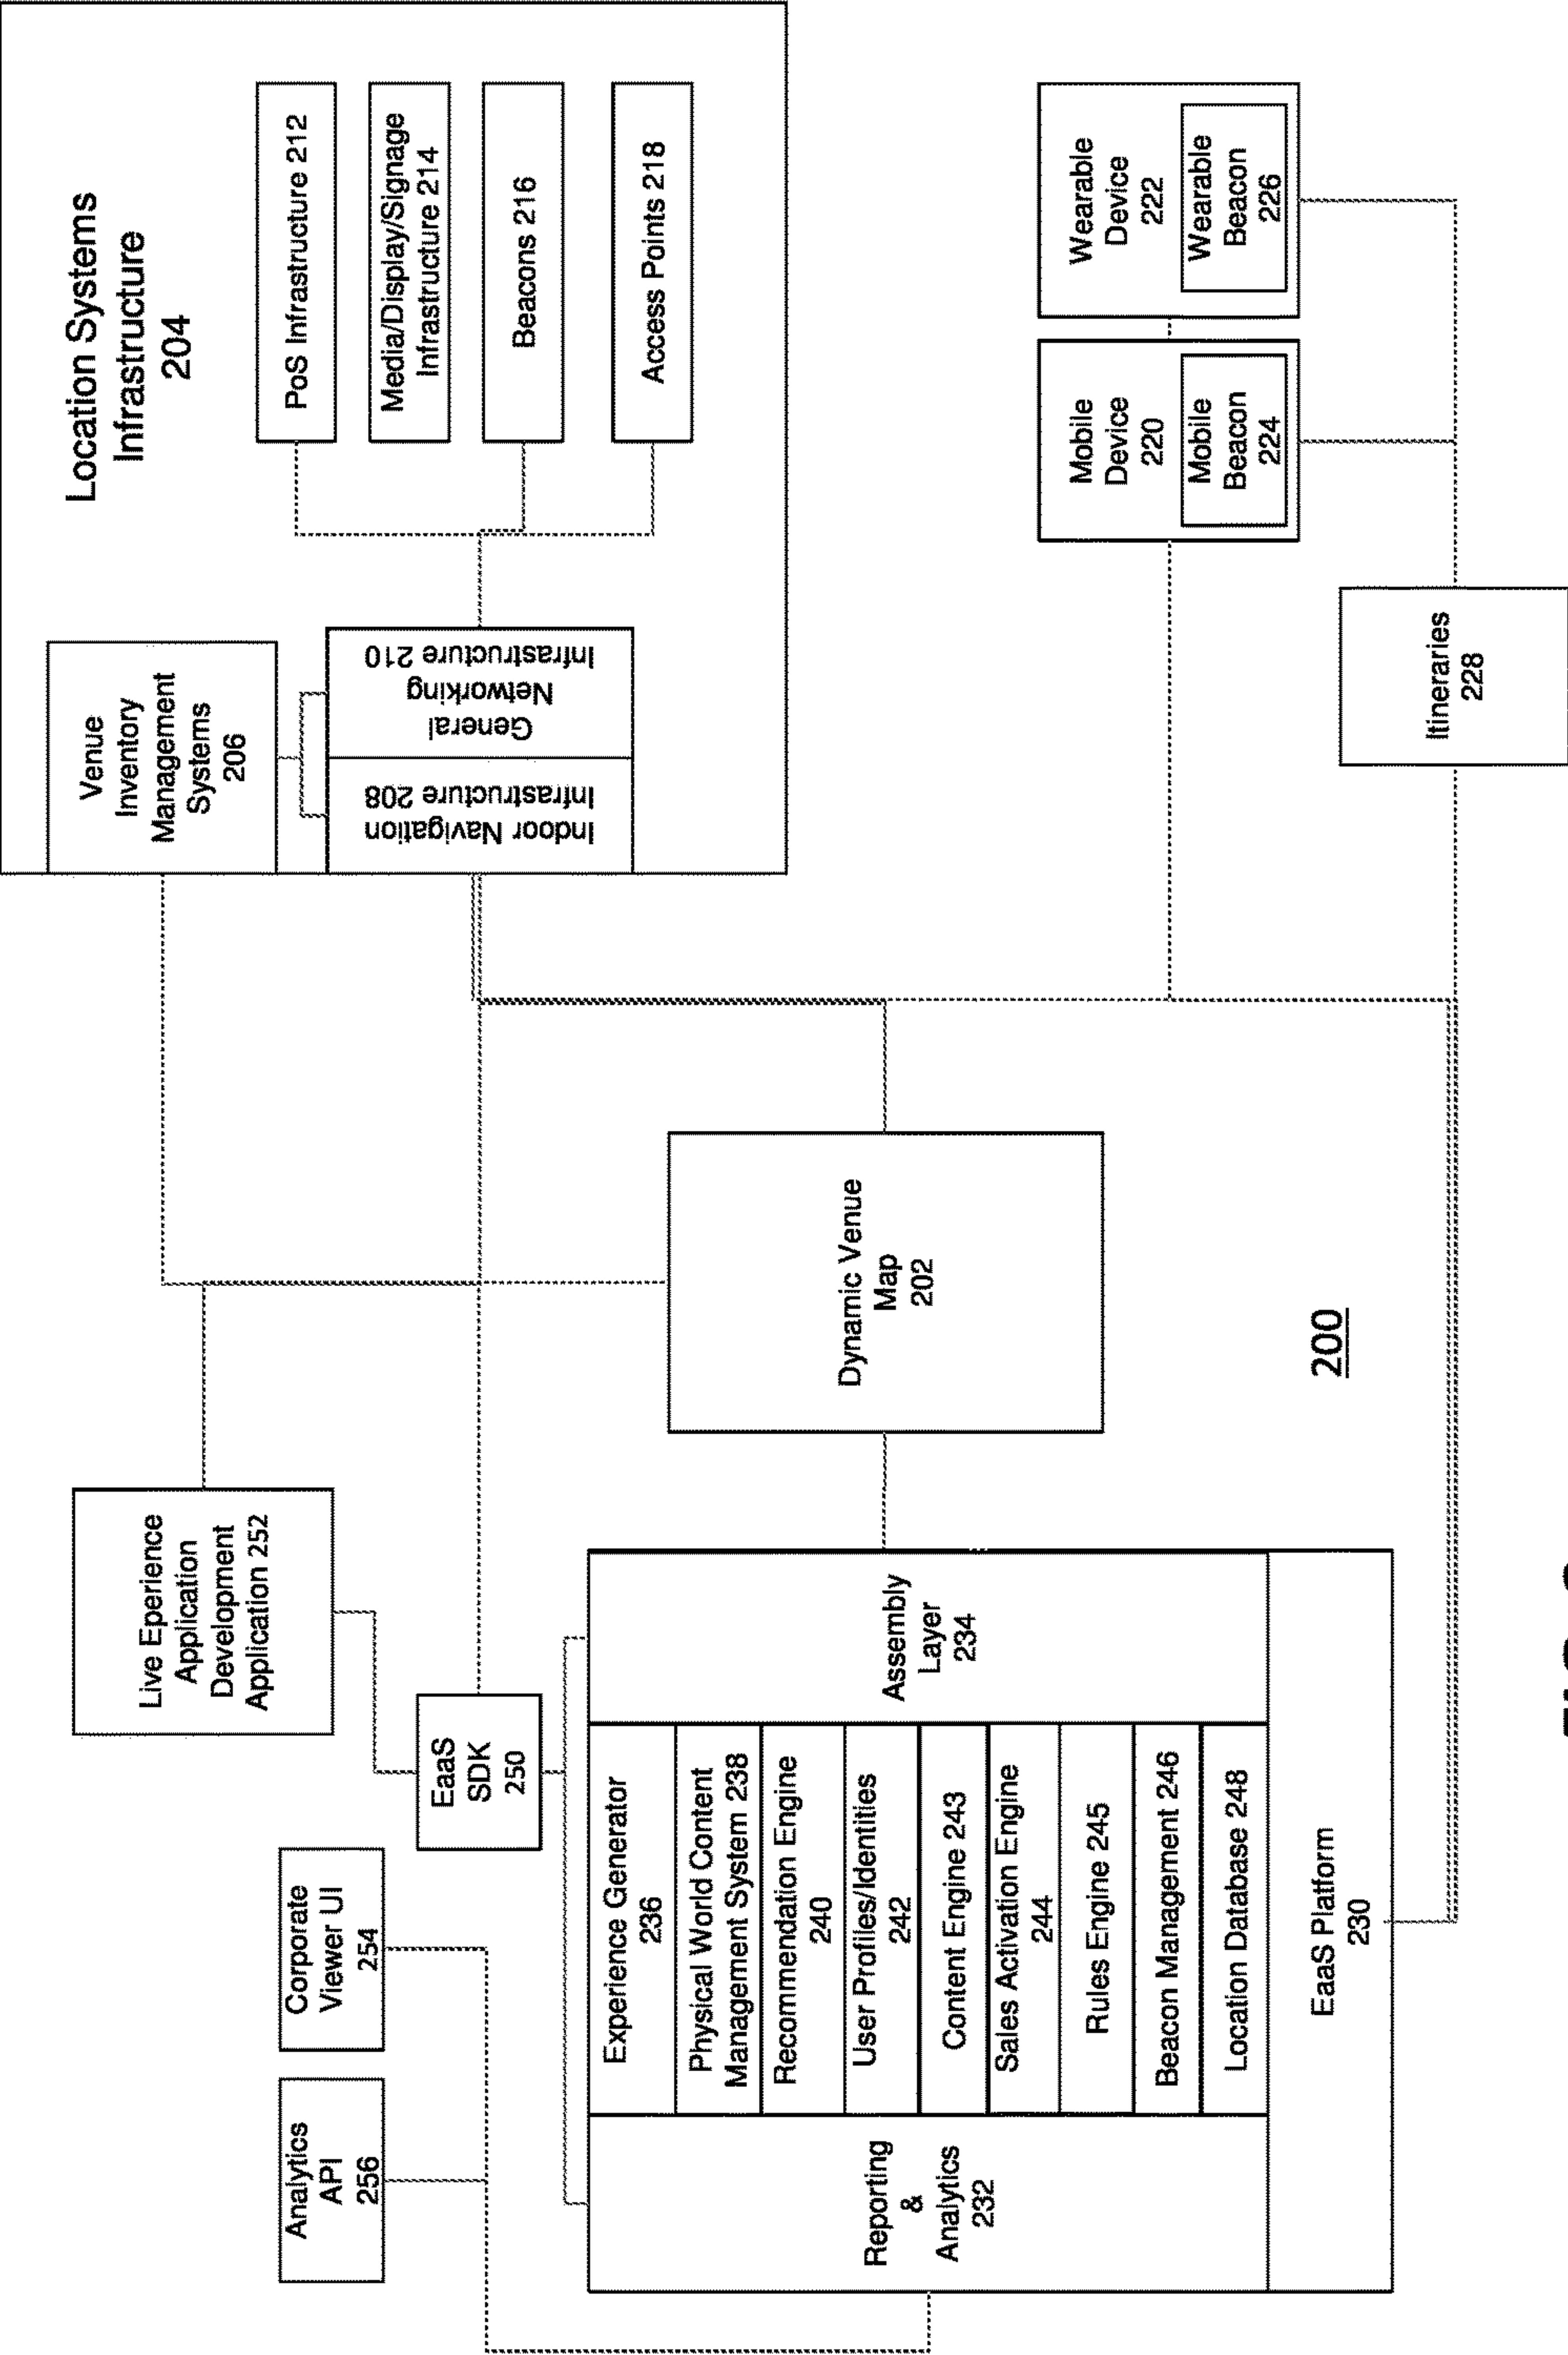 Location Systems
Infrastructure
204
Venue
Inventory
Management
Systems
206
Indoor Navigation
Infrastructure 208
General
Networking
Infrastructure 210
PoS Infrastructure 212
Media/Display/Signage
Infrastructure 214
Beacons 216
Access Points 218
Mobile
Device
220
Mobile
Beacon
224
Wearable
Device
222
Wearable
Beacon
226
Itineraries
228
Dynamic Venue
Map
202
200
Live Eperience
Application
Development
Application 252
EaaS
SDK
250
Corporate
Viewer UI
254
Analytics
API
256
Reporting
&
Analytics
232
Experience Generator
236
Physical World Content
Management System 238
Recommendation Engine
240
User Profiles/Identities
242
Content Engine 243
Sales Activation Engine
244
Rules Engine 245
Beacon Management 246
Location Database 248
Assembly
Layer
234
EaaS Platform
230